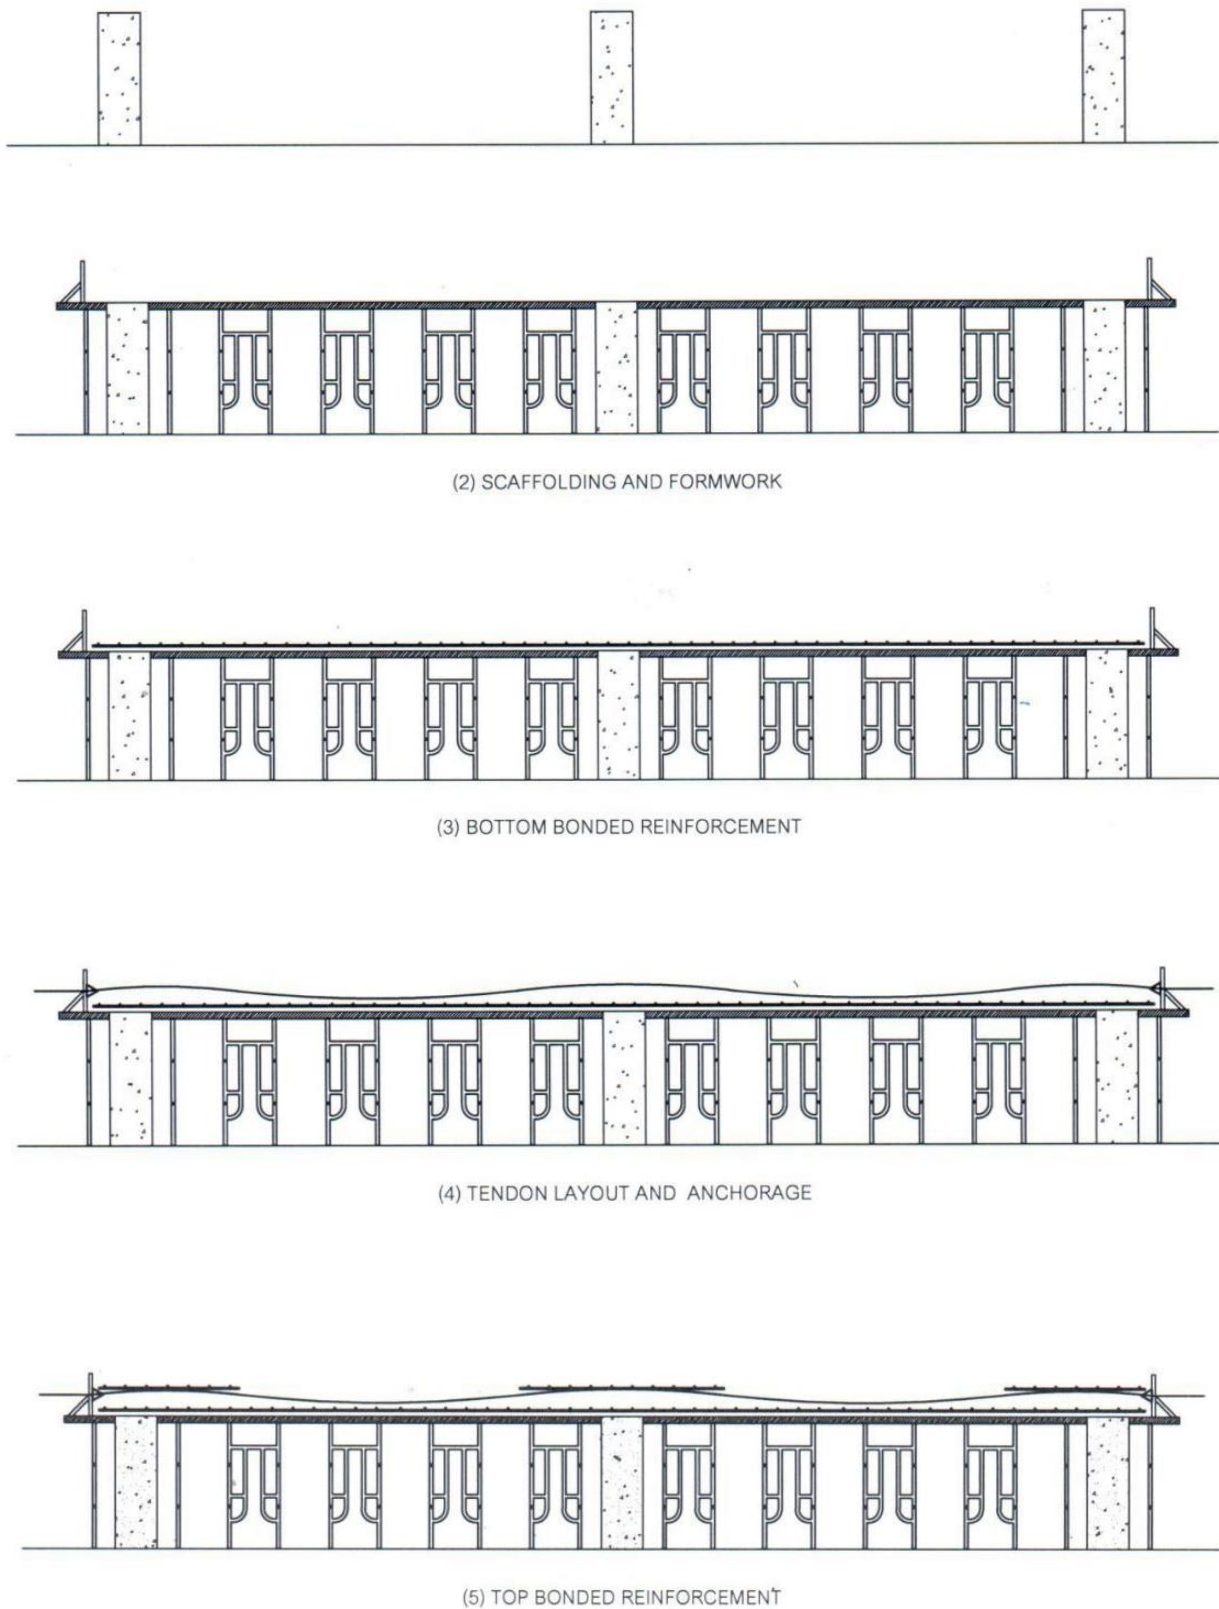 (2) SCAFFOLDING AND FORMWORK
(3) BOTTOM BONDED REINFORCEMENT
(4) TENDON LAYOUT AND ANCHORAGE
(5) TOP BONDED REINFORCEMENT